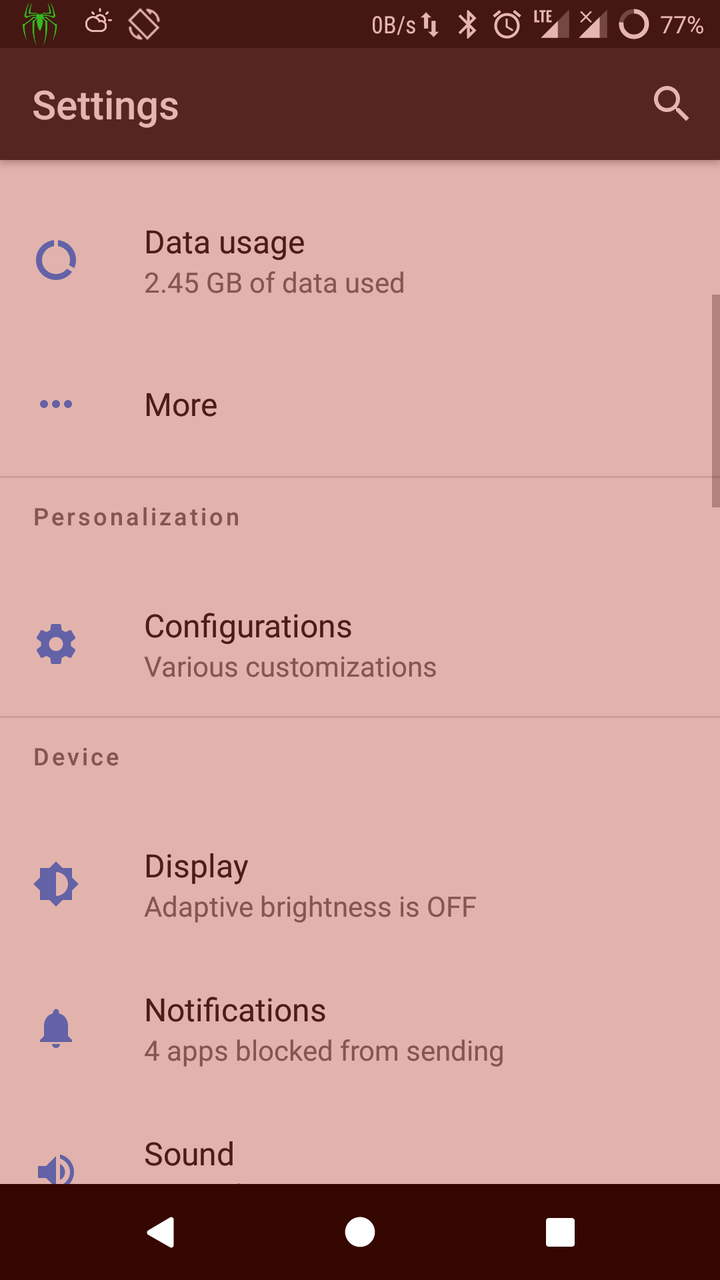 0B/s LTE 77%
Settings
Data usage
2.45 GB of data used
More
Personalization
Configurations
Various customizations
Device
Display
Adaptive brightness is OFF
Notifications
4 apps blocked from sending
Sound